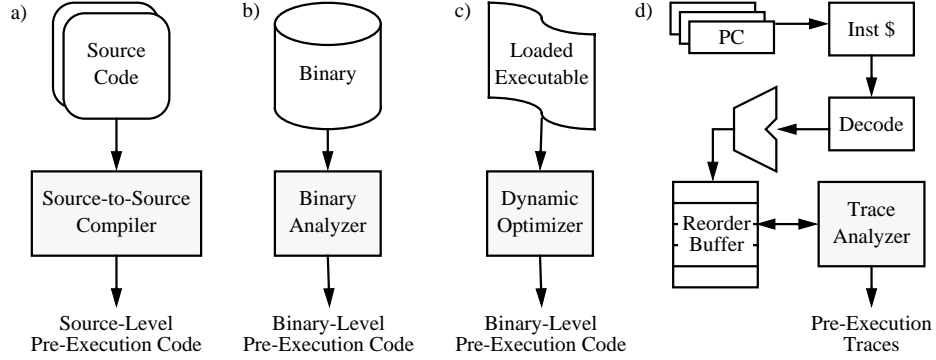 a)
Source
Code
Source-to-Source
Compiler
Source-Level
Pre-Execution Code
b)
Binary
Binary
Analyzer
Binary-Level
Pre-Execution Code
c)
Loaded
Executable
Dynamic
Optimizer
Binary-Level
Pre-Execution Code
d)
PC
Inst $
Decode
Reorder
Buffer
Trace
Analyzer
Pre-Execution
Traces